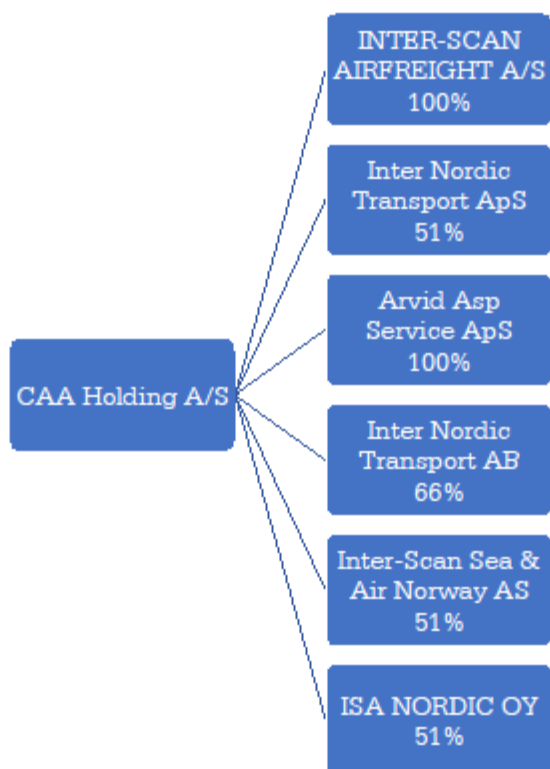 INTER-SCAN
AIRFREIGHT A/S
100%
Inter Nordic
Transport ApS
51%
Arvid Asp
Service ApS
100%
CAA Holding A/S
Inter Nordic
Transport AB
66%
Inter-Scan Sea &
Air Norway AS
51%
ISA NORDIC OY
51%